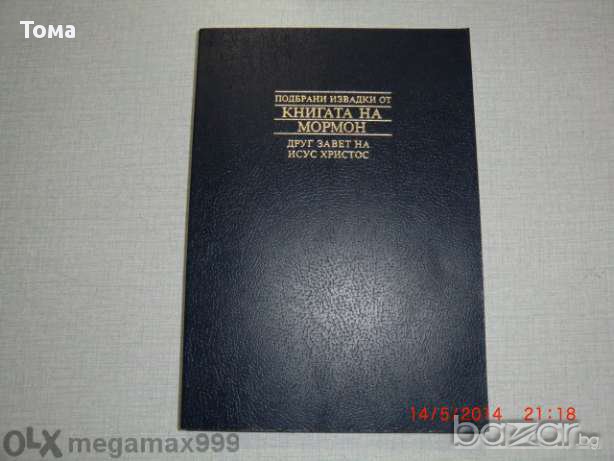 Тома
ПОДБРАНИ ИЗВАДКИ ОТ
КНИГАТА НА
МОРМОН
ДРУГ ЗАВЕТ НА
ИСУС ХРИСТОС
14/5/2014 21:18
OLX megamax999
bazar.bg